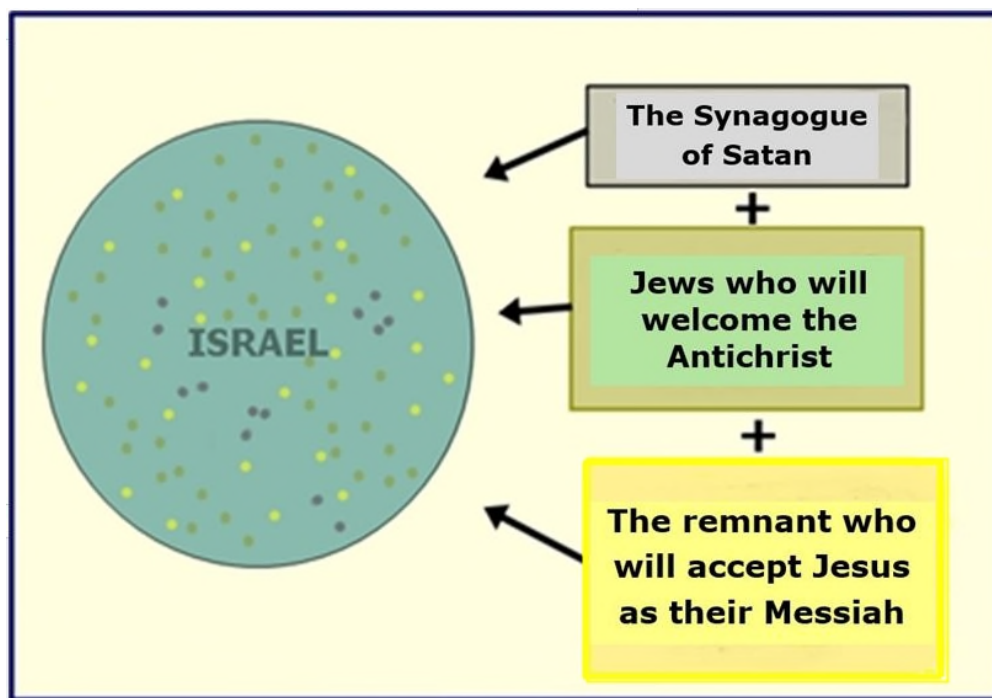 ISRAEL
The Synagogue
of Satan
+
Jews who will
welcome the
Antichrist
+
The remnant who
will accept Jesus
as their Messiah